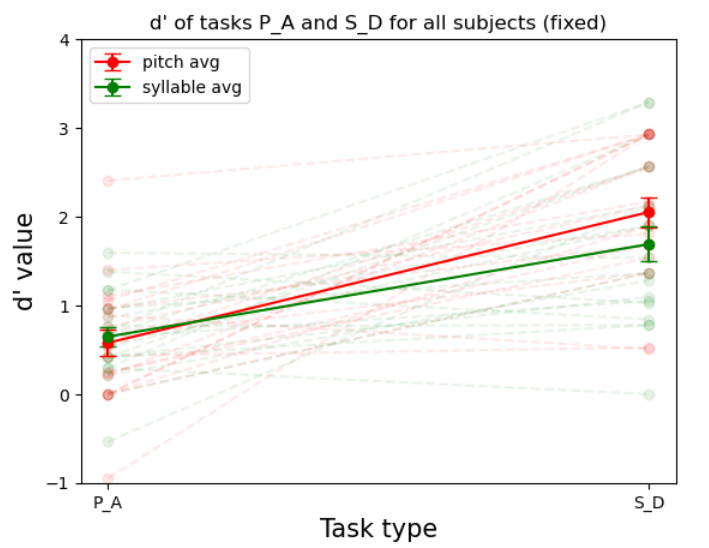 d' of tasks P_A and S_D for all subjects (fixed)
pitch avg
syllable avg
4
3
2
1
0
−1
d' value
P_A
S_D
Task type